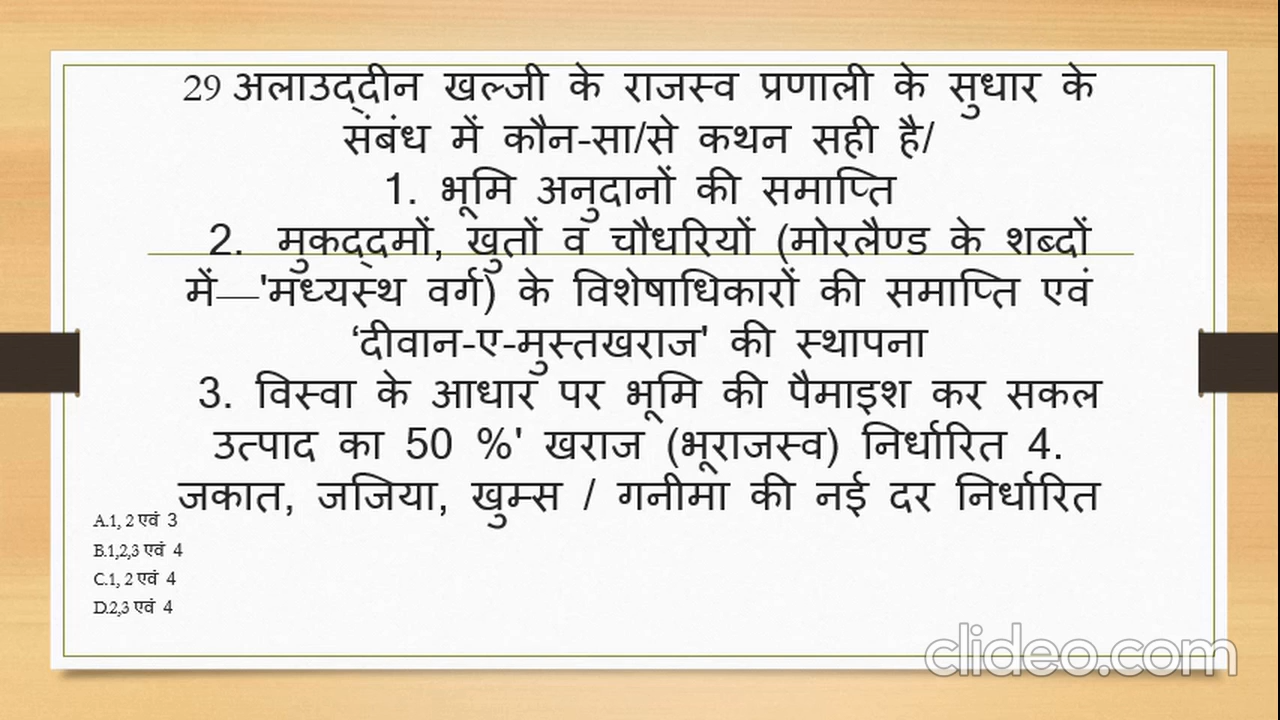 29 अलाउद्दीन खल्जी के राजस्व प्रणाली के सुधार के
संबंध में कौन-सा/से कथन सही है/
1. भूमि अनुदानों की समाप्ति
2. मुकद्दमों, खुतों व चौधरियों (मोरलैण्ड के शब्दों
में—'मध्यस्थ वर्ग) के विशेषाधिकारों की समाप्ति एवं
‘दीवान-ए-मुस्तखराज' की स्थापना
3. विस्वा के आधार पर भूमि की पैमाइश कर सकल
उत्पाद का 50 %' खराज (भूराजस्व) निर्धारित 4.
जकात, जजिया, खुम्स / गनीमा की नई दर निर्धारित
A.1, 2 एवं 3
B.1,2,3 एवं 4
C.1, 2 एवं 4
D.2,3 एवं 4
clideo.com